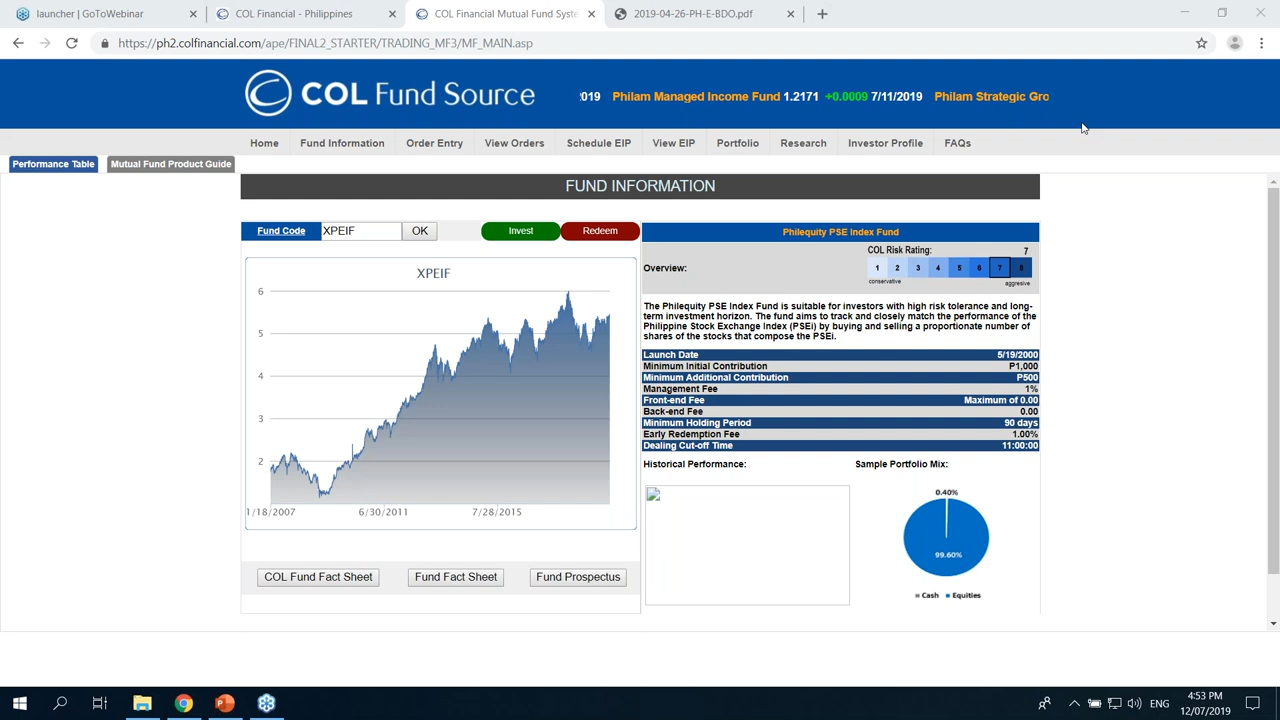 launcher | GoToWebinar
COL Financial - Philippines
COL Financial Mutual Fund Syste
2019-04-26-PH-E-BDO.pdf
https://ph2.colfinancial.com/ape/FINAL2_STARTER/TRADING_MF3/MF_MAIN.asp
COL Fund Source
2019 Philam Managed Income Fund 1.2171 +0.0009 7/11/2019 Philam Strategic Gro
Home Fund Information Order Entry View Orders Schedule EIP View EIP Portfolio Research Investor Profile FAQs
Performance Table Mutual Fund Product Guide
FUND INFORMATION
Fund Code XPEIF OK Invest Redeem
XPEIF
6
5
4
3
2
1/18/2007 6/30/2011 7/28/2015
COL Fund Fact Sheet Fund Fact Sheet Fund Prospectus
Philequity PSE Index Fund
COL Risk Rating: 7
Overview:
1 2 3 4 5 6 7 8
conservative aggresive
The Philequity PSE Index Fund is suitable for investors with high risk tolerance and long-
term investment horizon. The fund aims to track and closely match the performance of the
Philippine Stock Exchange Index (PSEi) by buying and selling a proportionate number of
shares of the stocks that compose the PSEi.
Launch Date 5/19/2000
Minimum Initial Contribution P1,000
Minimum Additional Contribution P500
Management Fee 1%
Front-end Fee Maximum of 0.00
Back-end Fee 0.00
Minimum Holding Period 90 days
Early Redemption Fee 1.00%
Dealing Cut-off Time 11:00:00
Historical Performance: Sample Portfolio Mix:
0.40%
99.60%
Cash Equities
ENG
4:53 PM
12/07/2019